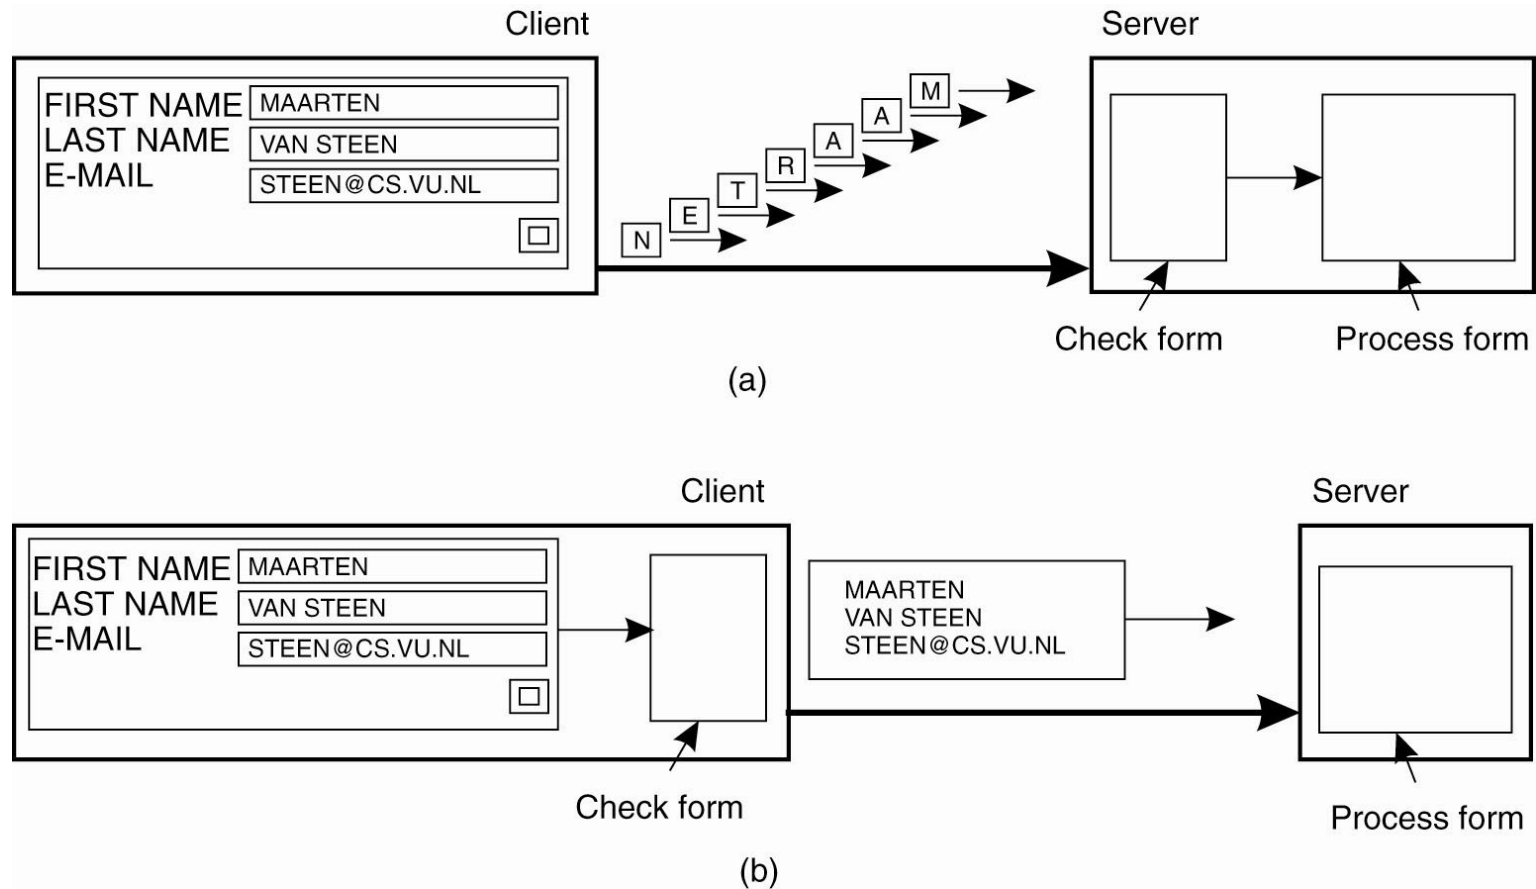 Client Server
FIRST NAME MAARTEN
LAST NAME VAN STEEN
E-MAIL STEEN@CS.VU.NL
N E T R A A M
Check form Process form
(a)
Client Server
FIRST NAME MAARTEN
LAST NAME VAN STEEN
E-MAIL STEEN@CS.VU.NL
MAARTEN
VAN STEEN
STEEN@CS.VU.NL
Check form
Process form
(b)